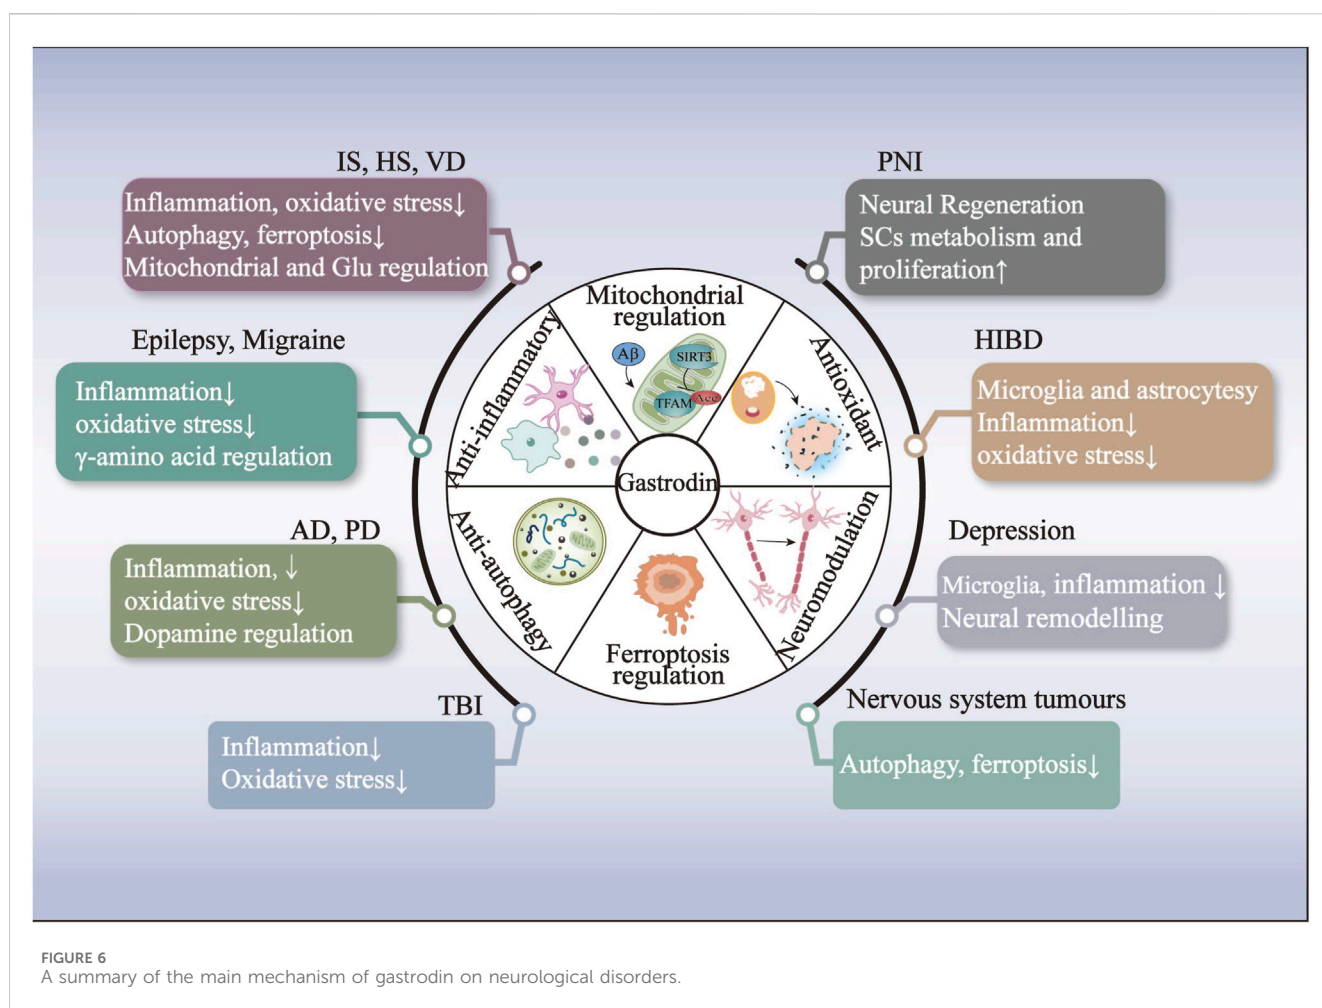 IS, HS, VD
Inflammation, oxidative stress↓
Autophagy, ferroptosis↓
Mitochondrial and Glu regulation
Epilepsy, Migraine
Inflammation↓
oxidative stress↓
γ-amino acid regulation
AD, PD
Inflammation, ↓
oxidative stress↓
Dopamine regulation
TBI
Inflammation↓
Oxidative stress↓
Mitochondrial
regulation
Aβ
SIRT3
TFAM
Ace
Antioxidant
Neuromodulation
Ferroptosis
regulation
Anti-autophagy
Anti-inflammatory
Gastrodin
PNI
Neural Regeneration
SCs metabolism and
proliferation↑
HIBD
Microglia and astrocytesy
Inflammation↓
oxidative stress↓
Depression
Microglia, inflammation ↓
Neural remodelling
Nervous system tumours
Autophagy, ferroptosis↓
FIGURE 6
A summary of the main mechanism of gastrodin on neurological disorders.